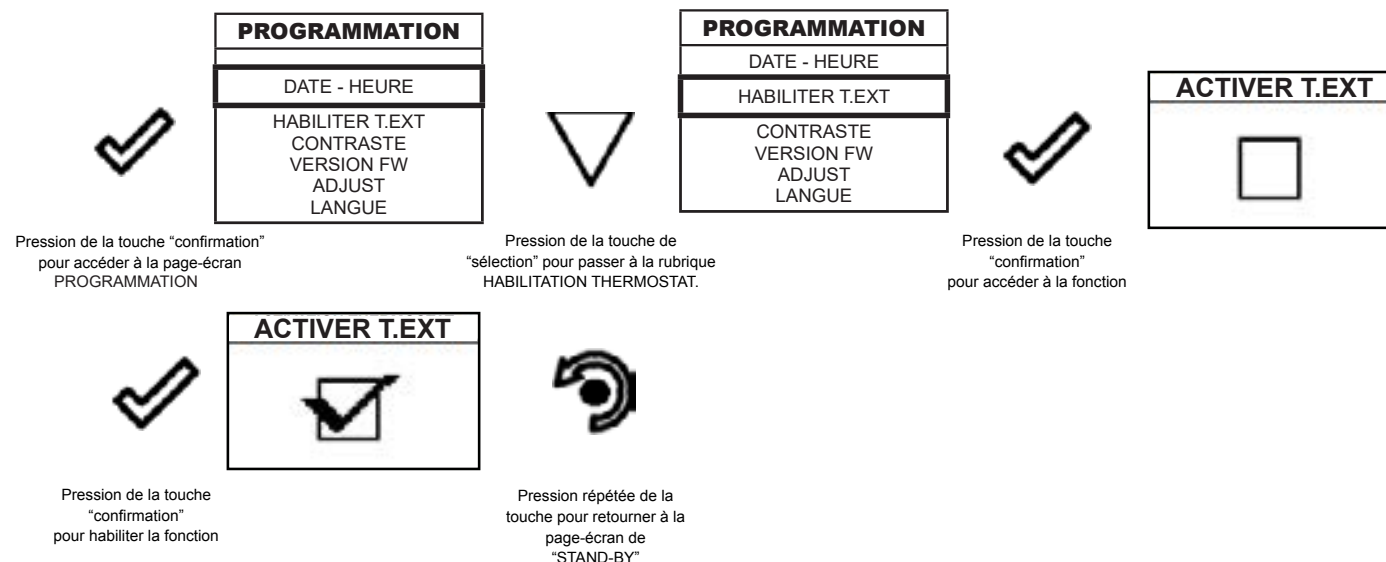 PROGRAMMATION
DATE - HEURE
HABILITER T.EXT
CONTRASTE
VERSION FW
ADJUST
LANGUE
PROGRAMMATION
DATE - HEURE
HABILITER T.EXT
CONTRASTE
VERSION FW
ADJUST
LANGUE
ACTIVER T.EXT
Pression de la touche “confirmation”
pour accéder à la page-écran
PROGRAMMATION
Pression de la touche de
“sélection” pour passer à la rubrique
HABILITATION THERMOSTAT.
Pression de la touche
“confirmation”
pour accéder à la fonction
ACTIVER T.EXT
Pression de la touche
“confirmation”
pour habiliter la fonction
Pression répétée de la
touche pour retourner à la
page-écran de
“STAND-BY”